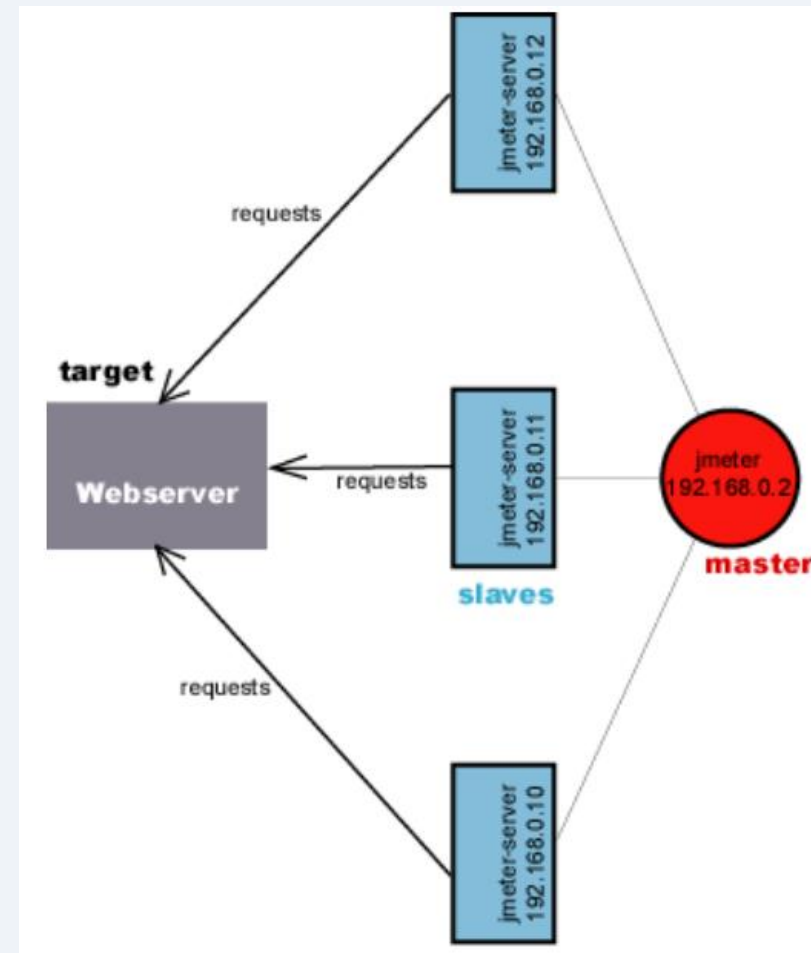 jmeter-server
192.168.0.12
requests
target
Webserver
requests
jmeter-server
192.168.0.11
slaves
jmeter
192.168.0.2
master
requests
jmeter-server
192.168.0.10